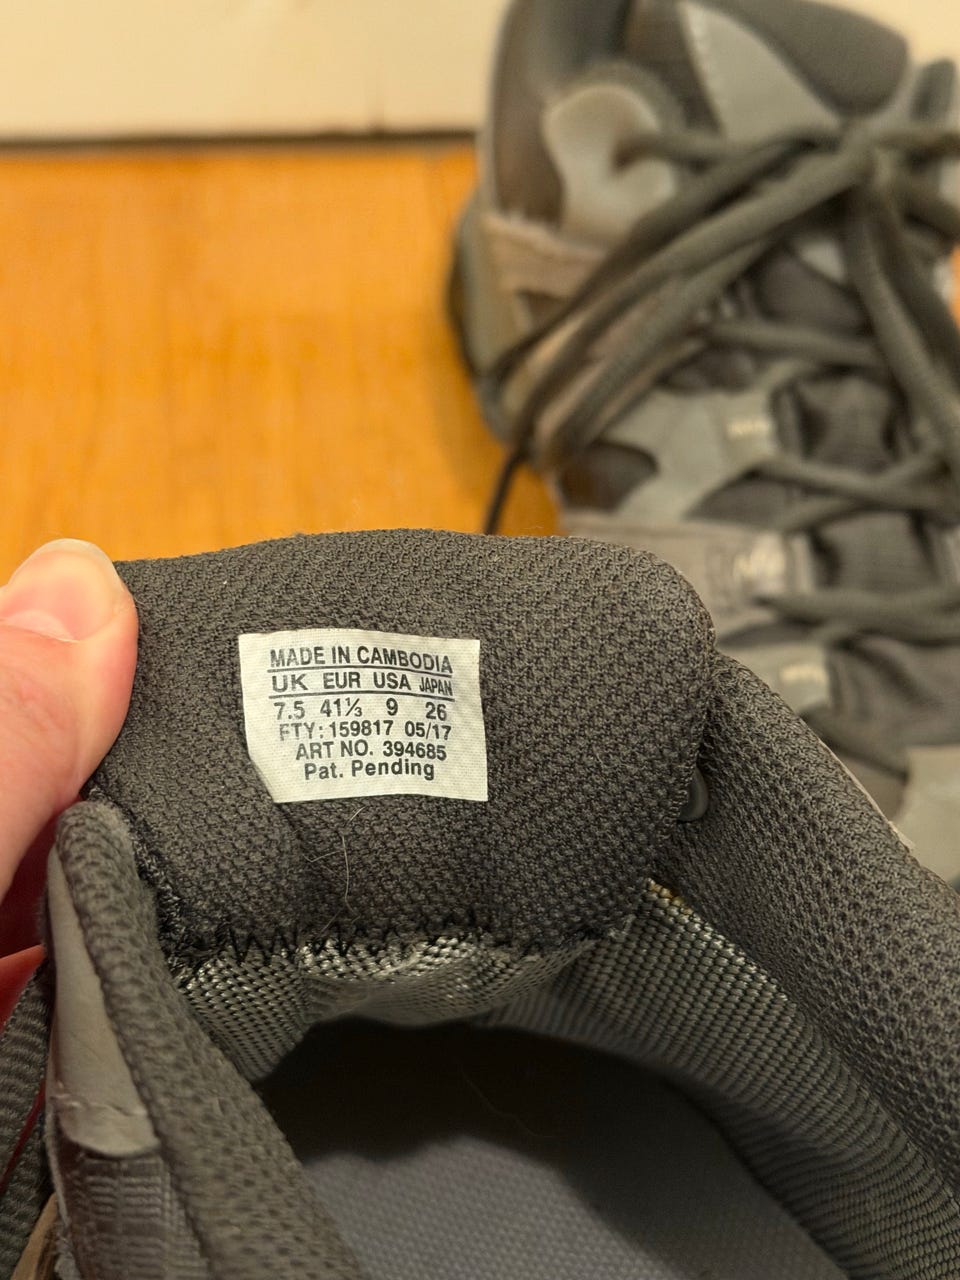 MADE IN CAMBODIA
UK EUR USA JAPAN
7.5 41⅓ 9 26
FTY: 159817 05/17
ART NO. 394685
Pat. Pending